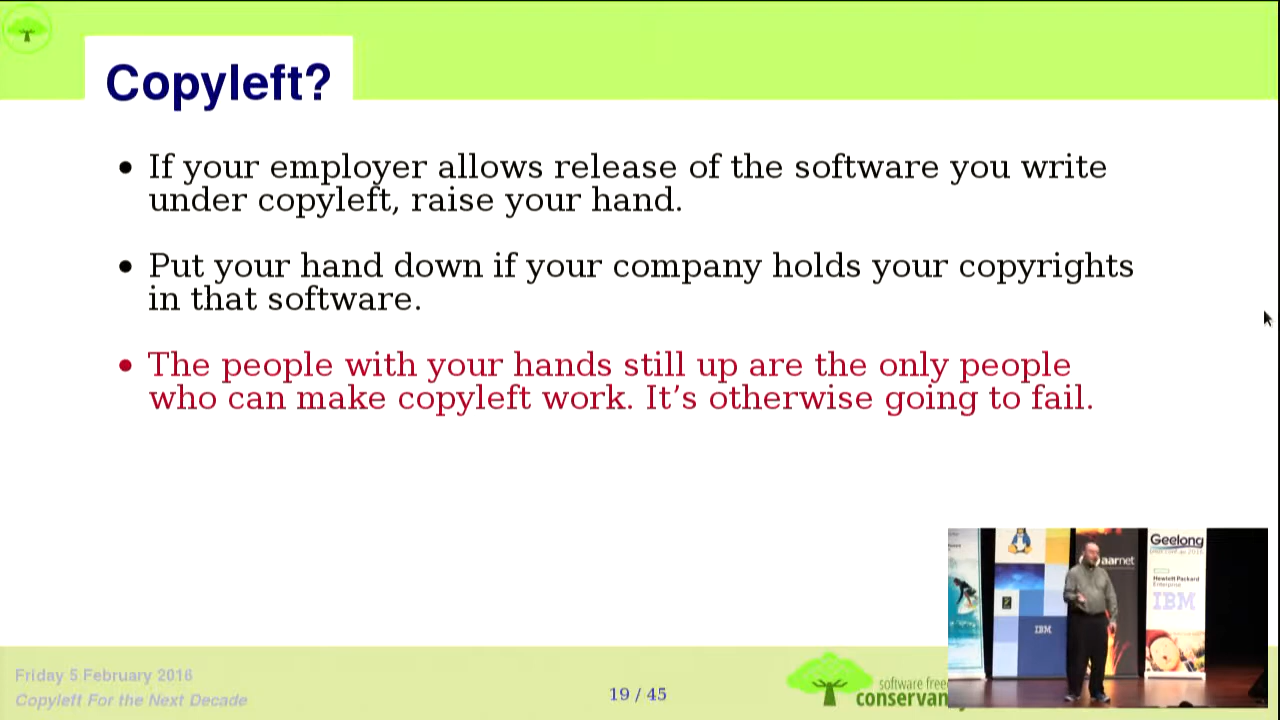 Copyleft?
• If your employer allows release of the software you write
under copyleft, raise your hand.
• Put your hand down if your company holds your copyrights
in that software.
• The people with your hands still up are the only people
who can make copyleft work. It’s otherwise going to fail.
Geelong
aarnet
Hewlett Packard
Enterprise
IBM
IBM
Friday 5 February 2016
Copyleft For the Next Decade
19 / 45
software free
conservan